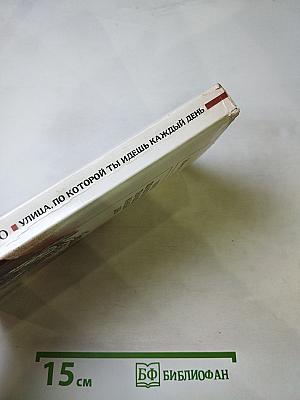 О ▪ УЛИЦА, ПО КОТОРОЙ ТЫ ИДЕШЬ КАЖДЫЙ ДЕНЬ
15 см БФ БИБЛИОФАН